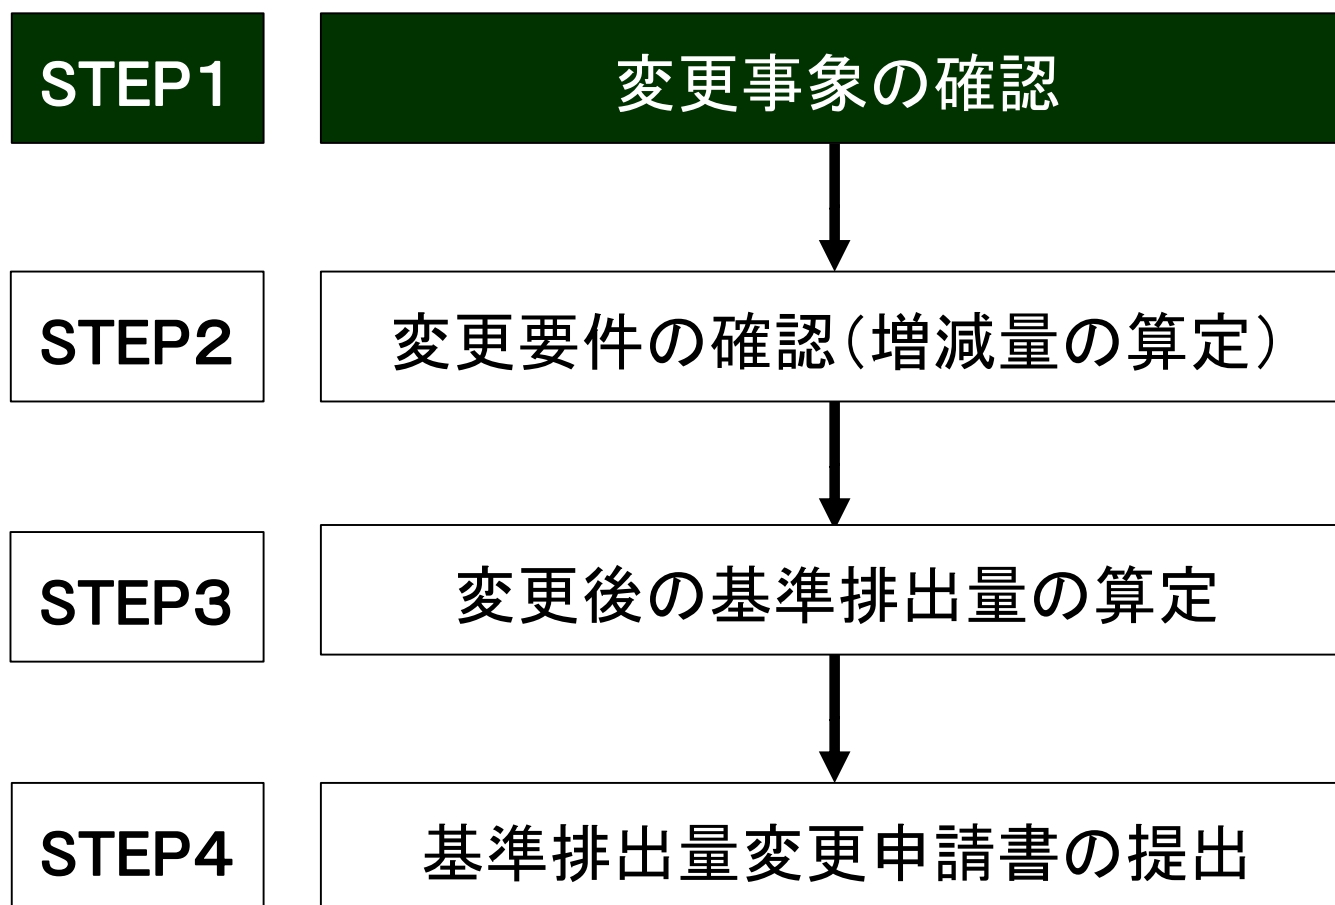 STEP1
変更事象の確認
STEP2
変更要件の確認（増減量の算定）
STEP3
変更後の基準排出量の算定
STEP4
基準排出量変更申請書の提出